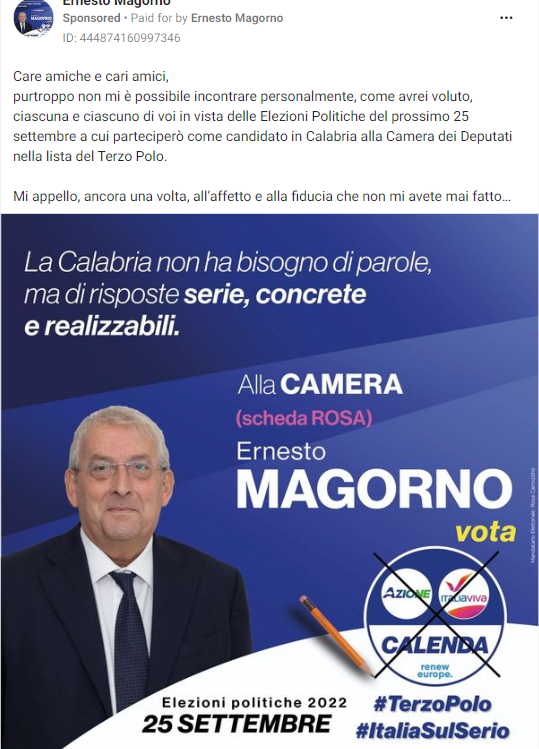 Ernesto Magorno
Sponsored • Paid for by Ernesto Magorno
ID: 444874160997346
Care amiche e cari amici,
purtroppo non mi è possibile incontrare personalmente, come avrei voluto,
ciascuna e ciascuno di voi in vista delle Elezioni Politiche del prossimo 25
settembre a cui parteciperò come candidato in Calabria alla Camera dei Deputati
nella lista del Terzo Polo.
Mi appello, ancora una volta, all'affetto e alla fiducia che non mi avete mai fatto...
La Calabria non ha bisogno di parole,
ma di risposte serie, concrete
e realizzabili.
Alla CAMERA
(scheda ROSA)
Ernesto
MAGORNO
vota
AZIONE
ITALIAVIVA
CALENDA
renew
europe.
Elezioni politiche 2022
25 SETTEMBRE
#TerzoPolo
#ItaliaSulSerio
Mandatario Elettorale: Rosa